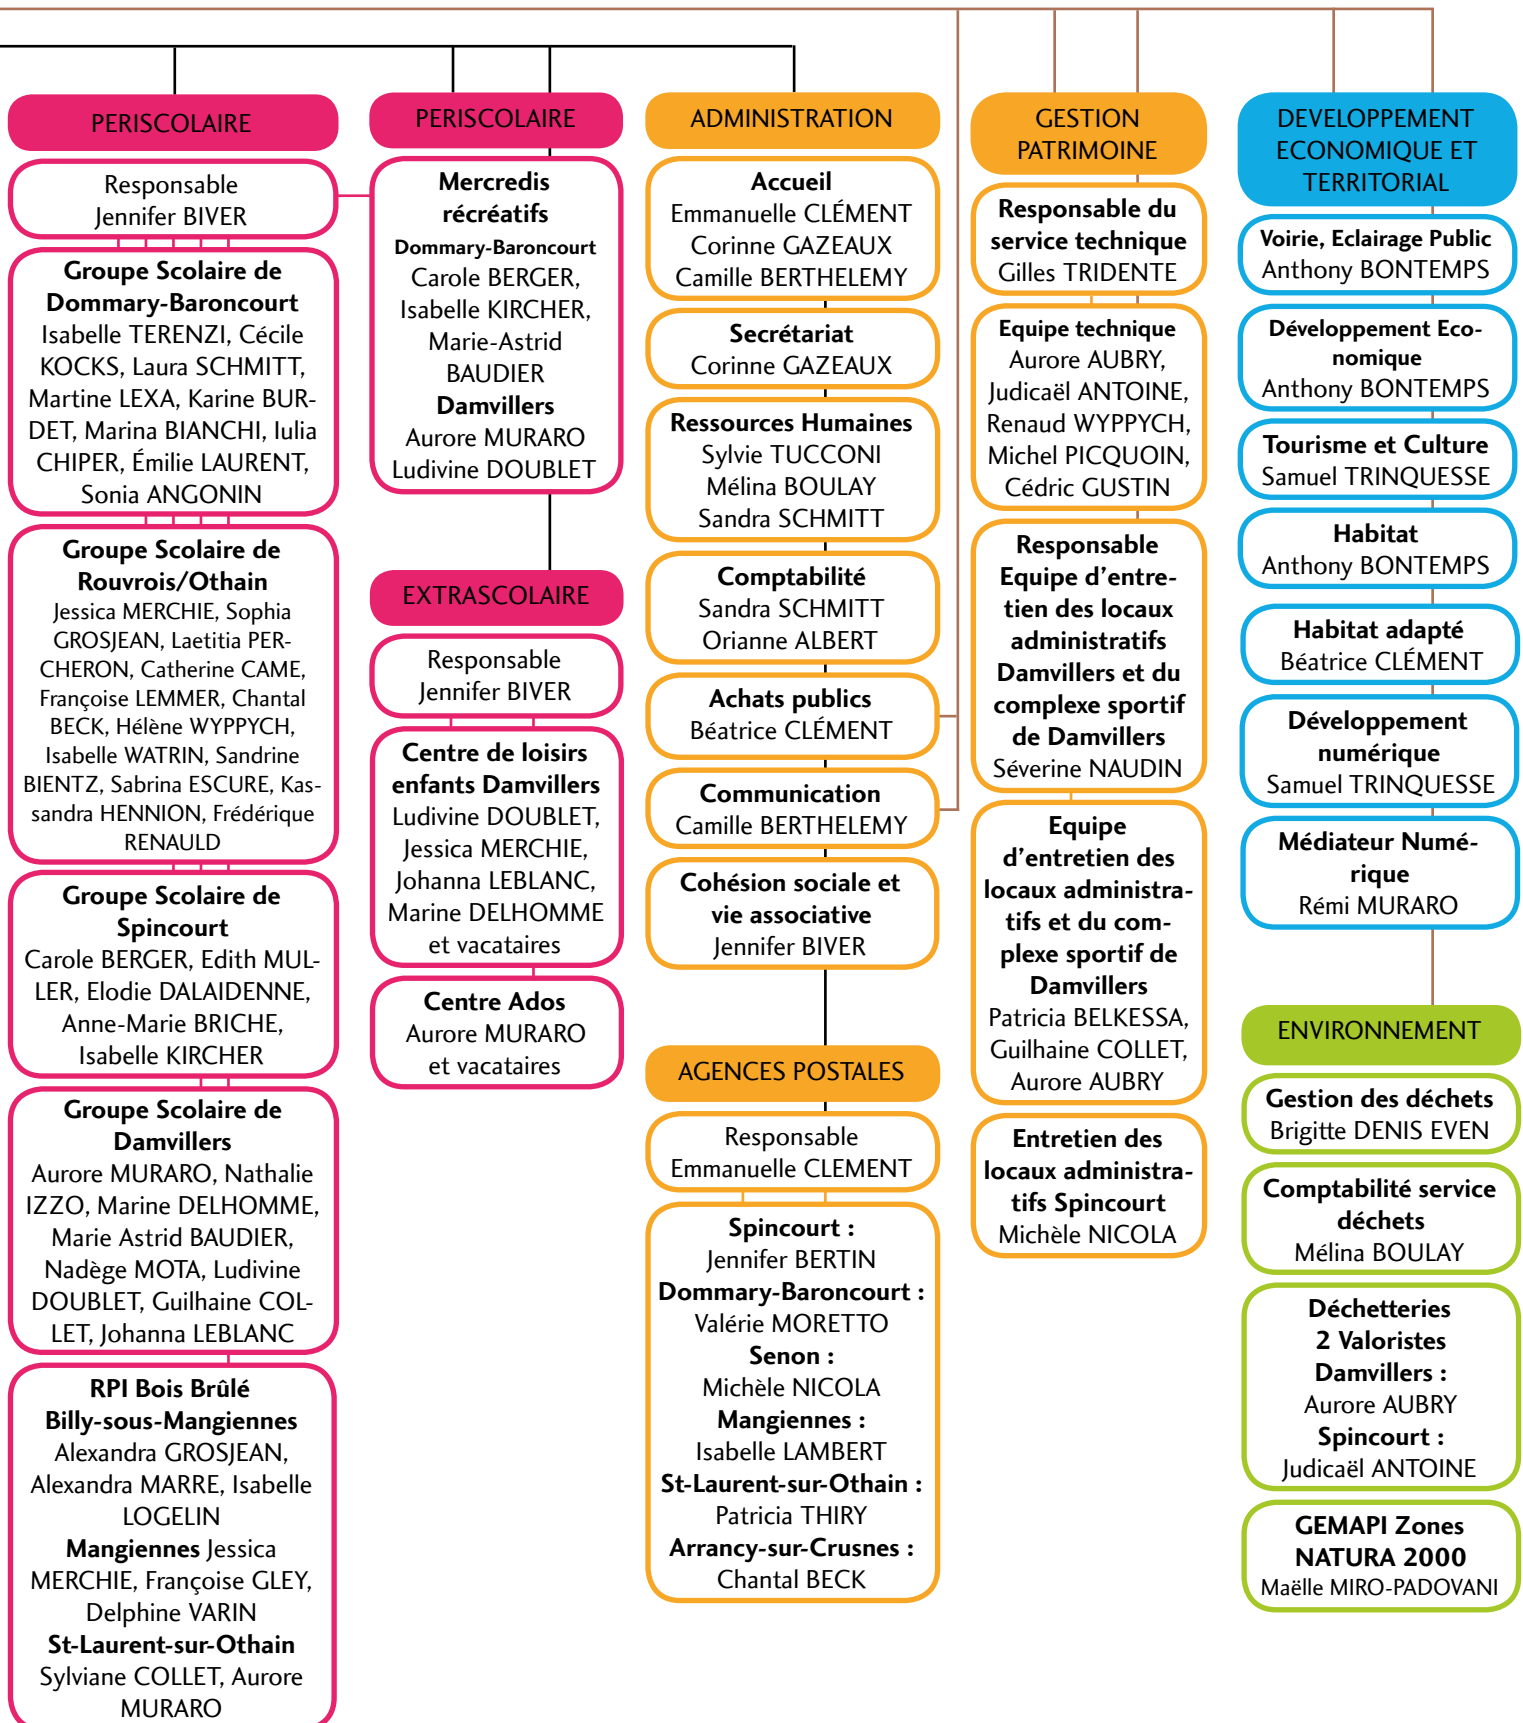 PERISCOLAIRE
Responsable
Jennifer BIVER
Groupe Scolaire de
Dommary-Baroncourt
Isabelle TERENZI, Cécile
KOCKS, Laura SCHMITT,
Martine LEXA, Karine BUR-
DET, Marina BIANCHI, Iulia
CHIPER, Émilie LAURENT,
Sonia ANGONIN
Groupe Scolaire de
Rouvrois/Othain
Jessica MERCHIE, Sophia
GROSJEAN, Laetitia PER-
CHERON, Catherine CAME,
Françoise LEMMER, Chantal
BECK, Hélène WYPPYCH,
Isabelle WATRIN, Sandrine
BIENTZ, Sabrina ESCURE, Kas-
sandra HENNION, Frédérique
RENAULD
Groupe Scolaire de
Spincourt
Carole BERGER, Edith MUL-
LER, Elodie DALAIDENNE,
Anne-Marie BRICHE,
Isabelle KIRCHER
Groupe Scolaire de
Damvillers
Aurore MURARO, Nathalie
IZZO, Marine DELHOMME,
Marie Astrid BAUDIER,
Nadège MOTA, Ludivine
DOUBLET, Guilhaine COL-
LET, Johanna LEBLANC
RPI Bois Brûlé
Billy-sous-Mangiennes
Alexandra GROSJEAN,
Alexandra MARRE, Isabelle
LOGELIN
Mangiennes Jessica
MERCHIE, Françoise GLEY,
Delphine VARIN
St-Laurent-sur-Othain
Sylviane COLLET, Aurore
MURARO
PERISCOLAIRE
Mercredis
récréatifs
Dommary-Baroncourt
Carole BERGER,
Isabelle KIRCHER,
Marie-Astrid
BAUDIER
Damvillers
Aurore MURARO
Ludivine DOUBLET
EXTRASCOLAIRE
Responsable
Jennifer BIVER
Centre de loisirs
enfants Damvillers
Ludivine DOUBLET,
Jessica MERCHIE,
Johanna LEBLANC,
Marine DELHOMME
et vacataires
Centre Ados
Aurore MURARO
et vacataires
ADMINISTRATION
Accueil
Emmanuelle CLÉMENT
Corinne GAZEAUX
Camille BERTHELEMY
Secrétariat
Corinne GAZEAUX
Ressources Humaines
Sylvie TUCCONI
Mélina BOULAY
Sandra SCHMITT
Comptabilité
Sandra SCHMITT
Orianne ALBERT
Achats publics
Béatrice CLÉMENT
Communication
Camille BERTHELEMY
Cohésion sociale et
vie associative
Jennifer BIVER
AGENCES POSTALES
Responsable
Emmanuelle CLEMENT
Spincourt :
Jennifer BERTIN
Dommary-Baroncourt :
Valérie MORETTO
Senon :
Michèle NICOLA
Mangiennes :
Isabelle LAMBERT
St-Laurent-sur-Othain :
Patricia THIRY
Arrancy-sur-Crusnes :
Chantal BECK
GESTION
PATRIMOINE
Responsable du
service technique
Gilles TRIDENTE
Equipe technique
Aurore AUBRY,
Judicaël ANTOINE,
Renaud WYPPYCH,
Michel PICQUOIN,
Cédric GUSTIN
Responsable
Equipe d'entre-
tien des locaux
administratifs
Damvillers et du
complexe sportif
de Damvillers
Séverine NAUDIN
Equipe
d'entretien des
locaux administra-
tifs et du com-
plexe sportif de
Damvillers
Patricia BELKESSA,
Guilhaine COLLET,
Aurore AUBRY
Entretien des
locaux administra-
tifs Spincourt
Michèle NICOLA
DEVELOPPEMENT
ECONOMIQUE ET
TERRITORIAL
Voirie, Eclairage Public
Anthony BONTEMPS
Développement Eco-
nomique
Anthony BONTEMPS
Tourisme et Culture
Samuel TRINQUESSE
Habitat
Anthony BONTEMPS
Habitat adapté
Béatrice CLÉMENT
Développement
numérique
Samuel TRINQUESSE
Médiateur Numé-
rique
Rémi MURARO
ENVIRONNEMENT
Gestion des déchets
Brigitte DENIS EVEN
Comptabilité service
déchets
Mélina BOULAY
Déchetteries
2 Valoristes
Damvillers :
Aurore AUBRY
Spincourt :
Judicaël ANTOINE
GEMAPI Zones
NATURA 2000
Maëlle MIRO-PADOVANI